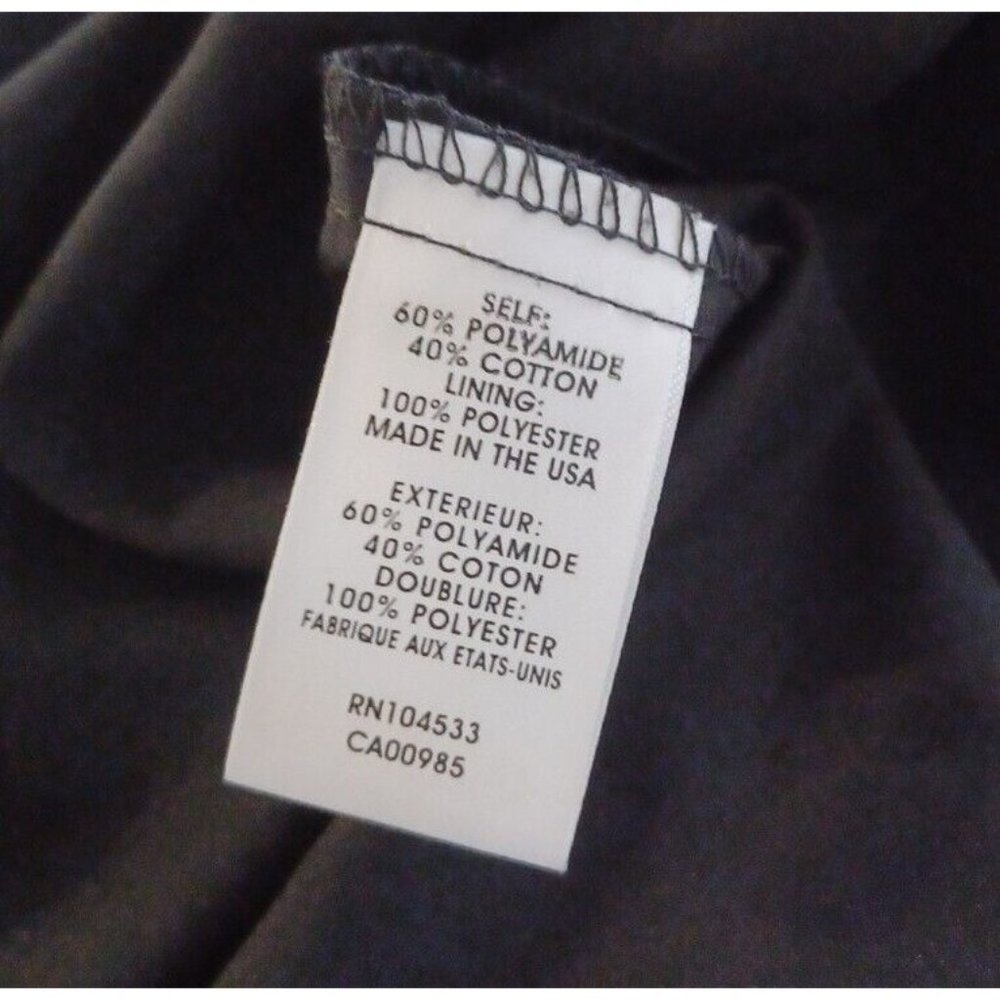 SELF:
60% POLYAMIDE
40% COTTON
LINING:
100% POLYESTER
MADE IN THE USA
EXTERIEUR:
60% POLYAMIDE
40% COTON
DOUBLURE:
100% POLYESTER
FABRIQUE AUX ETATS-UNIS
RN104533
CA00985